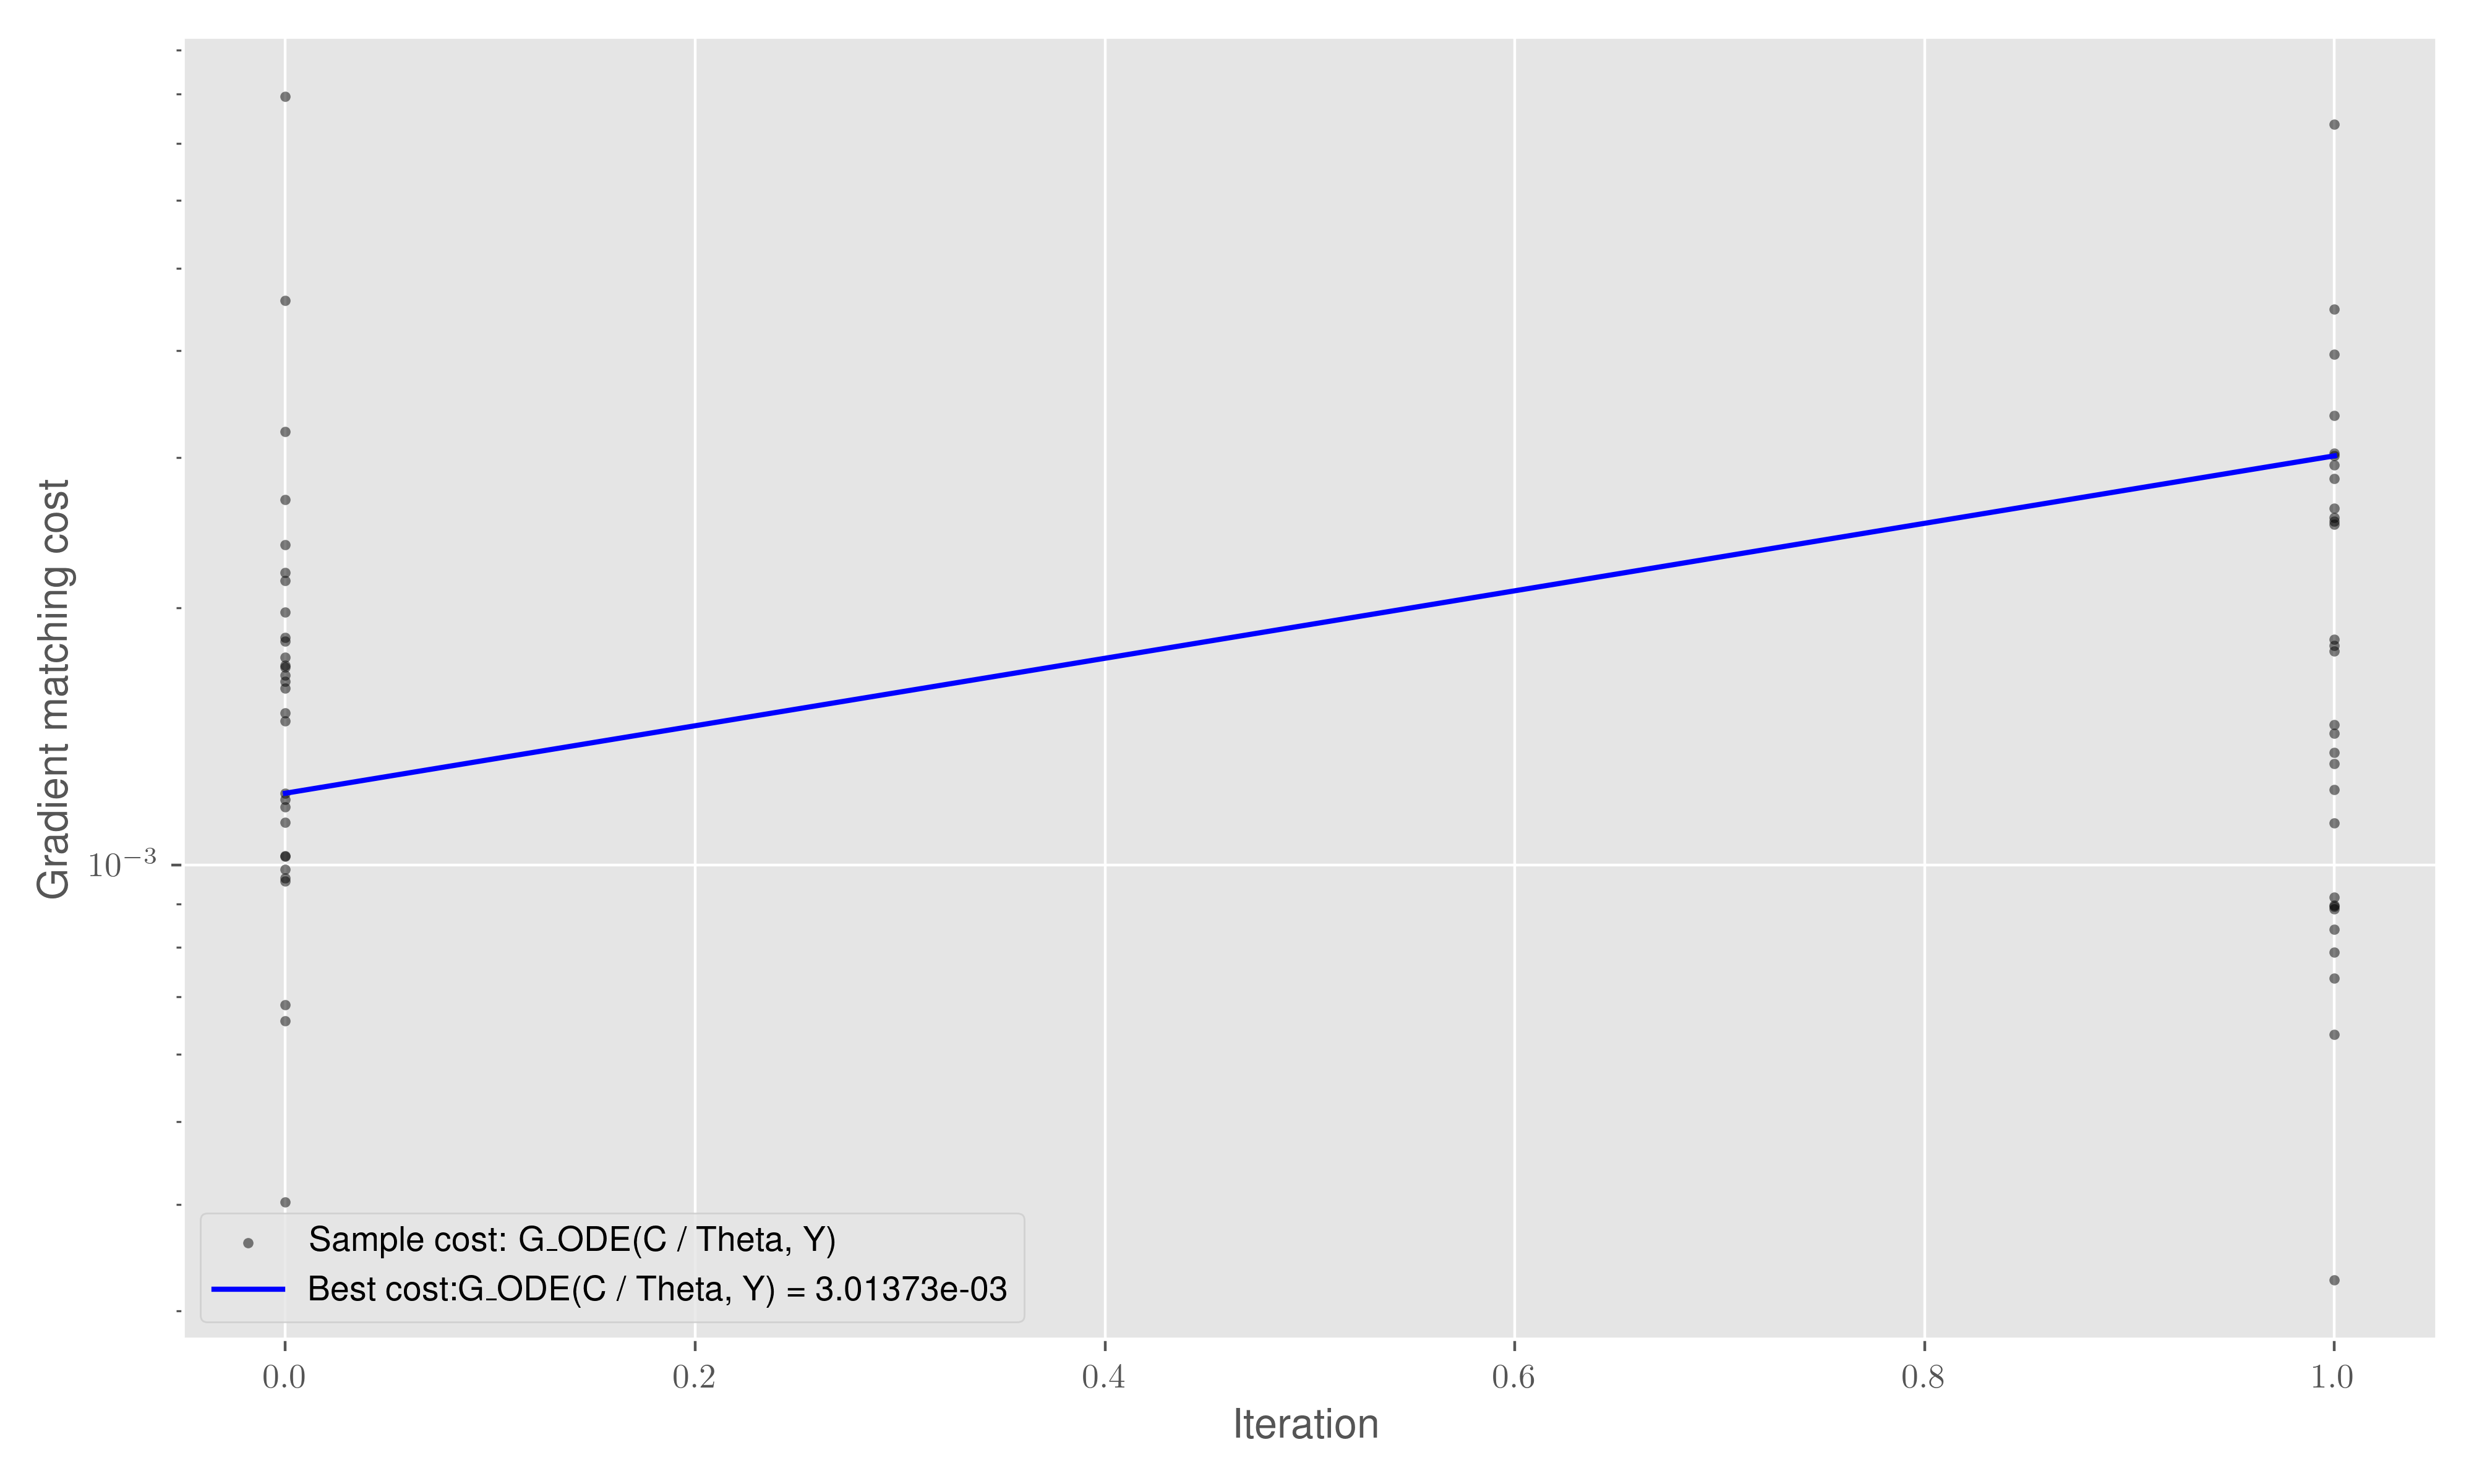 Gradient matching cost
10⁻³
Sample cost: G_ODE(C / Theta, Y)
Best cost:G_ODE(C / Theta, Y) = 3.01373e-03
0.0 0.2 0.4 0.6 0.8 1.0
Iteration